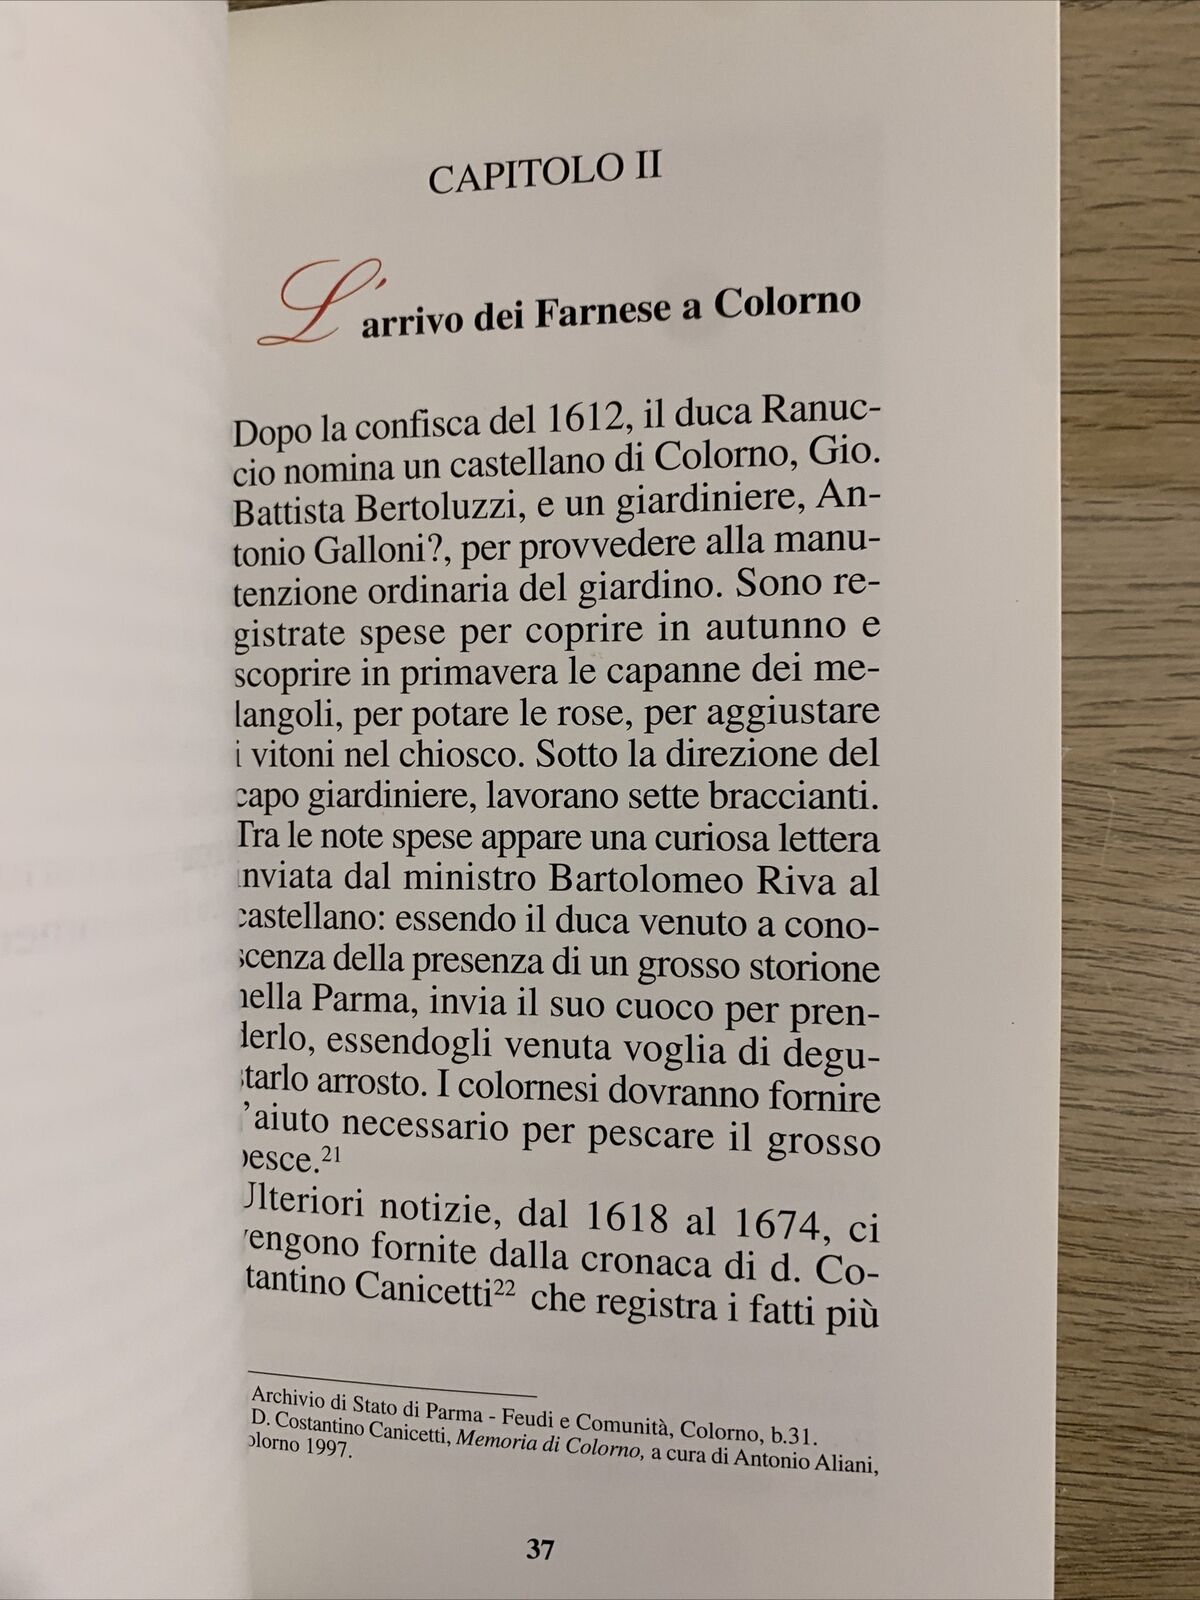 CAPITOLO II
L'arrivo dei Farnese a Colorno
Dopo la confisca del 1612, il duca Ranuc-
cio nomina un castellano di Colorno, Gio.
Battista Bertoluzzi, e un giardiniere, An-
tonio Galloni?, per provvedere alla manu-
tenzione ordinaria del giardino. Sono re-
gistrate spese per coprire in autunno e
scoprire in primavera le capanne dei me-
langoli, per potare le rose, per aggiustare
i vitoni nel chiosco. Sotto la direzione del
capo giardiniere, lavorano sette braccianti.
Tra le note spese appare una curiosa lettera
inviata dal ministro Bartolomeo Riva al
castellano: essendo il duca venuto a cono-
scenza della presenza di un grosso storione
nella Parma, invia il suo cuoco per pren-
derlo, essendogli venuta voglia di degu-
starlo arrosto. I colornesi dovranno fornire
l'aiuto necessario per pescare il grosso
pesce.21
Ulteriori notizie, dal 1618 al 1674, ci
vengono fornite dalla cronaca di d. Co-
stantino Canicetti22 che registra i fatti più
Archivio di Stato di Parma - Feudi e Comunità, Colorno, b.31.
D. Costantino Canicetti, Memoria di Colorno, a cura di Antonio Aliani,
Colorno 1997.
37